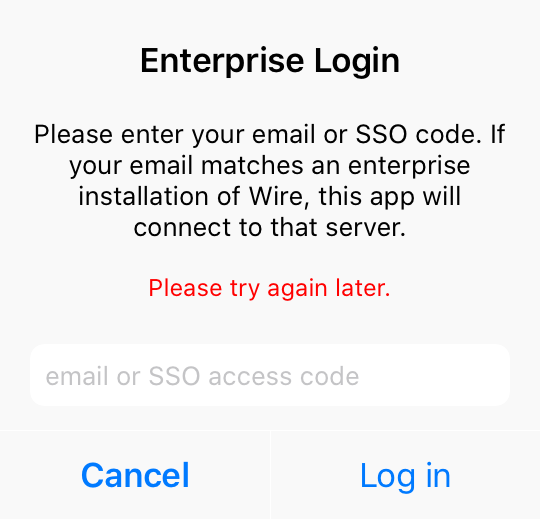 Enterprise Login
Please enter your email or SSO code. If
your email matches an enterprise
installation of Wire, this app will
connect to that server.
Please try again later.
email or SSO access code
Cancel
Log in